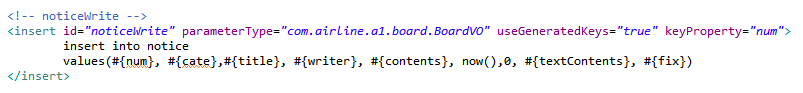 <!-- noticeWrite -->
<insert id="noticeWrite" parameterType="com.airline.a1.board.BoardVO" useGeneratedKeys="true" keyProperty="num">
insert into notice
values(#{num}, #{cate},#{title}, #{writer}, #{contents}, now(),0, #{textContents}, #{fix})
</insert>